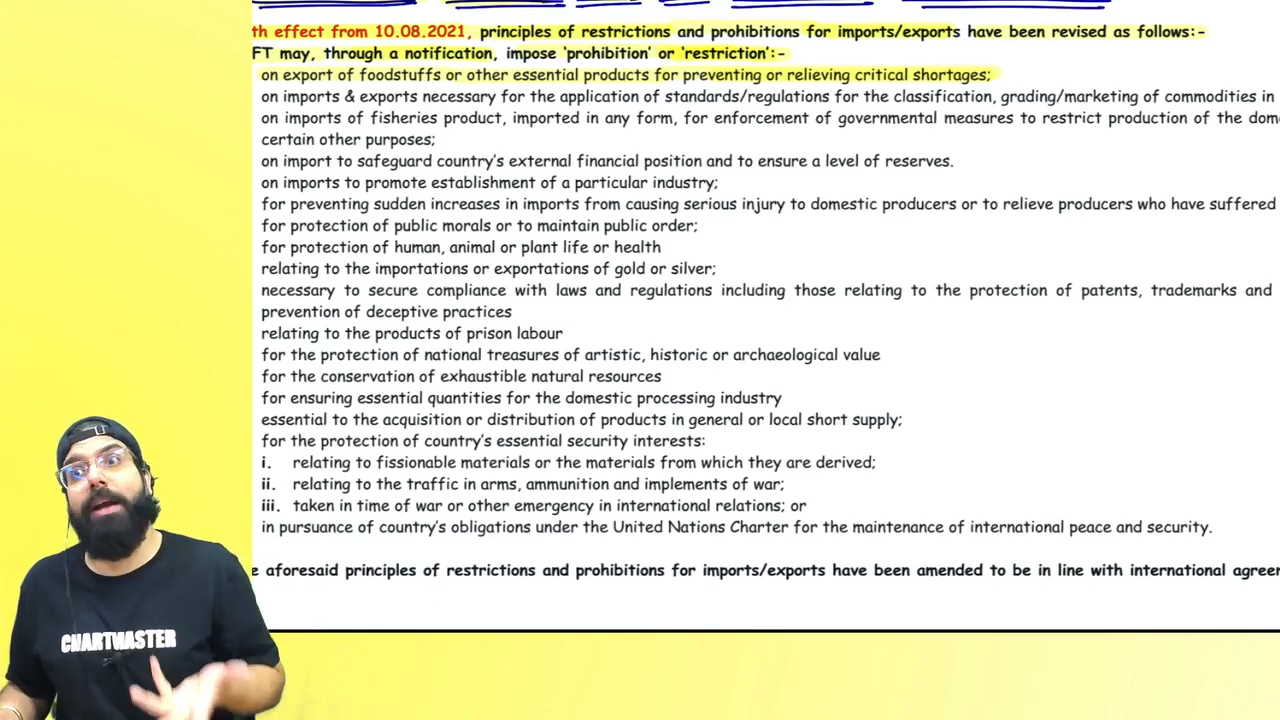 th effect from 10.08.2021, principles of restrictions and prohibitions for imports/exports have been revised as follows:-
FT may, through a notification, impose ‘prohibition’ or ‘restriction’:-
on export of foodstuffs or other essential products for preventing or relieving critical shortages;
on imports & exports necessary for the application of standards/regulations for the classification, grading/marketing of commodities in
on imports of fisheries product, imported in any form, for enforcement of governmental measures to restrict production of the dom
certain other purposes;
on import to safeguard country’s external financial position and to ensure a level of reserves.
on imports to promote establishment of a particular industry;
for preventing sudden increases in imports from causing serious injury to domestic producers or to relieve producers who have suffered
for protection of public morals or to maintain public order;
for protection of human, animal or plant life or health
relating to the importations or exportations of gold or silver;
necessary to secure compliance with laws and regulations including those relating to the protection of patents, trademarks and
prevention of deceptive practices
relating to the products of prison labour
for the protection of national treasures of artistic, historic or archaeological value
for the conservation of exhaustible natural resources
for ensuring essential quantities for the domestic processing industry
essential to the acquisition or distribution of products in general or local short supply;
for the protection of country’s essential security interests:
i. relating to fissionable materials or the materials from which they are derived;
ii. relating to the traffic in arms, ammunition and implements of war;
iii. taken in time of war or other emergency in international relations; or
in pursuance of country’s obligations under the United Nations Charter for the maintenance of international peace and security.
e aforesaid principles of restrictions and prohibitions for imports/exports have been amended to be in line with international agree
CHARTMASTER